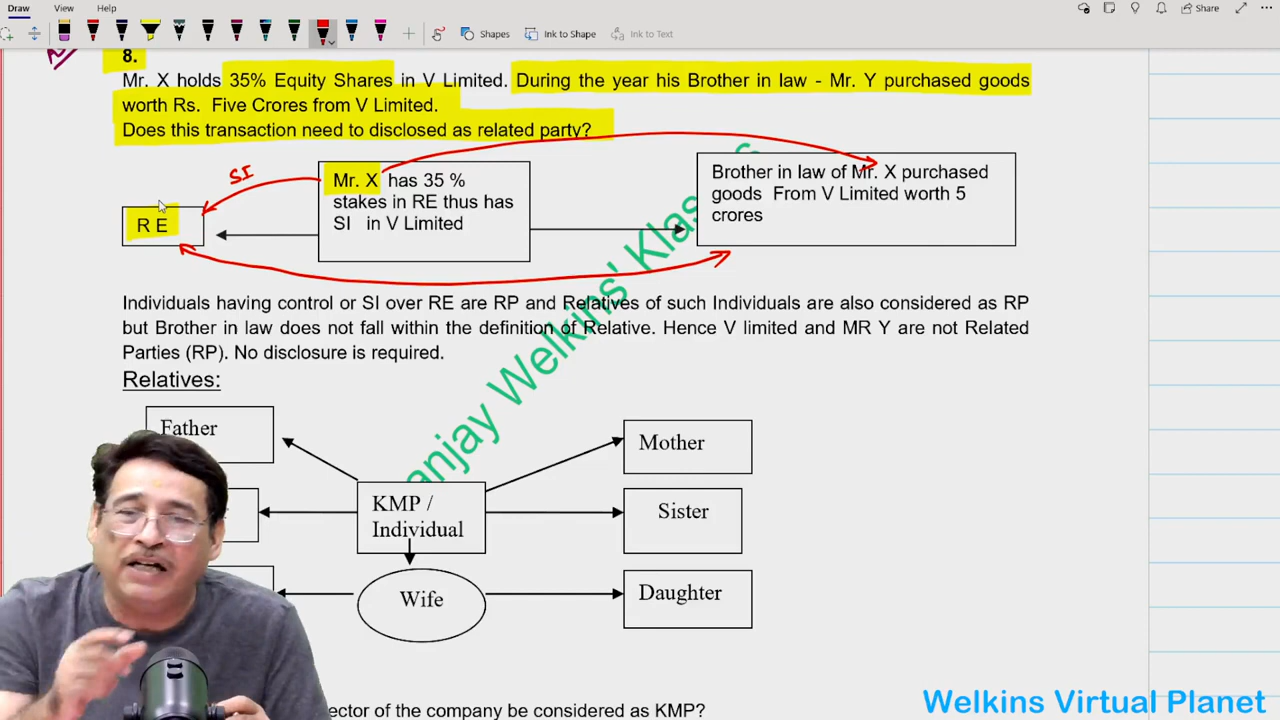 Draw
View
Help
Shapes
Ink to Shape
Ink to Text
Share
8.
Mr. X holds 35% Equity Shares in V Limited. During the year his Brother in law - Mr. Y purchased goods
worth Rs. Five Crores from V Limited.
Does this transaction need to disclosed as related party?
SI
R E
Mr. X has 35 %
stakes in RE thus has
SI in V Limited
Brother in law of Mr. X purchased
goods From V Limited worth 5
crores
Individuals having control or SI over RE are RP and Relatives of such Individuals are also considered as RP
but Brother in law does not fall within the definition of Relative. Hence V limited and MR Y are not Related
Parties (RP). No disclosure is required.
Relatives:
Father
Mother
KMP /
Individual
Sister
Wife
Daughter
anjay Welkins' Klas
ector of the company be considered as KMP?
Welkins Virtual Planet